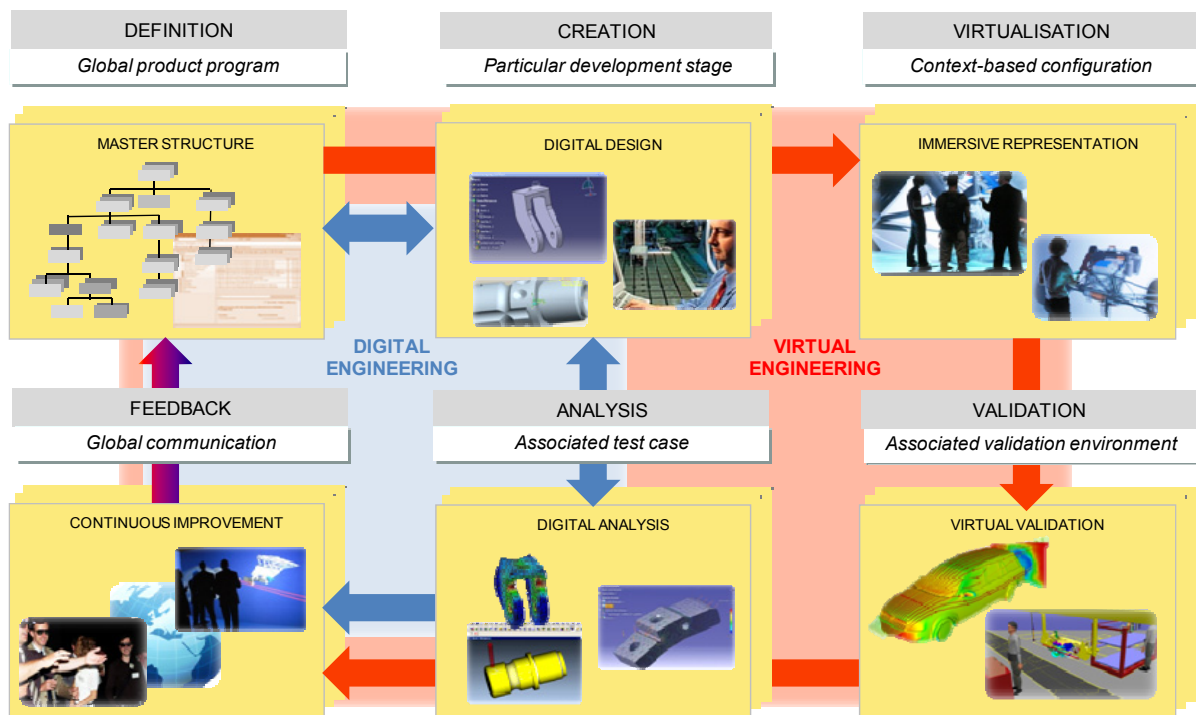 DEFINITION
Global product program
CREATION
Particular development stage
VIRTUALISATION
Context-based configuration
MASTER STRUCTURE
DIGITAL DESIGN
IMMERSIVE REPRESENTATION
DIGITAL
ENGINEERING
VIRTUAL
ENGINEERING
FEEDBACK
Global communication
ANALYSIS
Associated test case
VALIDATION
Associated validation environment
CONTINUOUS IMPROVEMENT
DIGITAL ANALYSIS
VIRTUAL VALIDATION